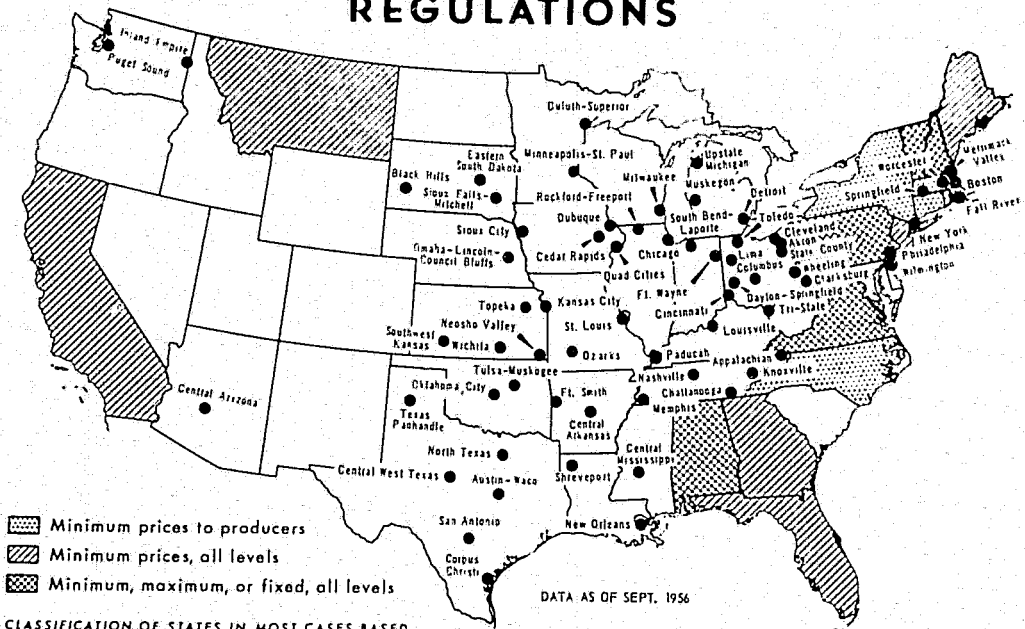 REGULATIONS
Inland Empire
Puget Sound
Duluth-Superior
Minneapolis-St. Paul
Eastern
South Dakota
Black Hills
Sioux Falls-
Mitchell
Upstate
Michigan
Milwaukee
Muskegon
Detroit
Rockford-Freeport
Dubuque
South Bend-
Laporte
Toledo
Cleveland
Akron
Stark County
Sioux City
Omaha-Lincoln-
Council Bluffs
Cedar Rapids
Chicago
Quad Cities
Lima
Columbus
Wheeling
Clarksburg
Ft. Wayne
Dayton-Springfield
Cincinnati
Tri-State
Worcester
Merrimack
Valley
Springfield
Boston
Fall River
New York
Philadelphia
Wilmington
Topeka
Kansas City
Neosho Valley
St. Louis
Louisville
Southwest
Kansas
Wichita
Ozarks
Paducah
Appalachian
Tulsa-Muskogee
Nashville
Knoxville
Oklahoma City
Ft. Smith
Chattanooga
Central Arizona
Texas
Panhandle
Central
Arkansas
Memphis
North Texas
Central
Mississippi
Central West Texas
Austin-Waco
Shreveport
San Antonio
New Orleans
Corpus
Christi
Minimum prices to producers
Minimum prices, all levels
Minimum, maximum, or fixed, all levels
DATA AS OF SEPT. 1956
CLASSIFICATION OF STATES IN MOST CASES BASED